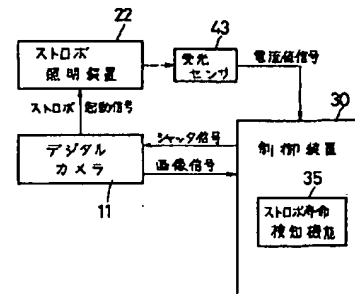 22
ストロボ
照明装置
43
受光
センサ
電流値信号
30
ストロボ 起動信号
デジタル
カメラ
11
シャッタ信号
画像信号
制御装置
35
ストロボ寿命
検知機能